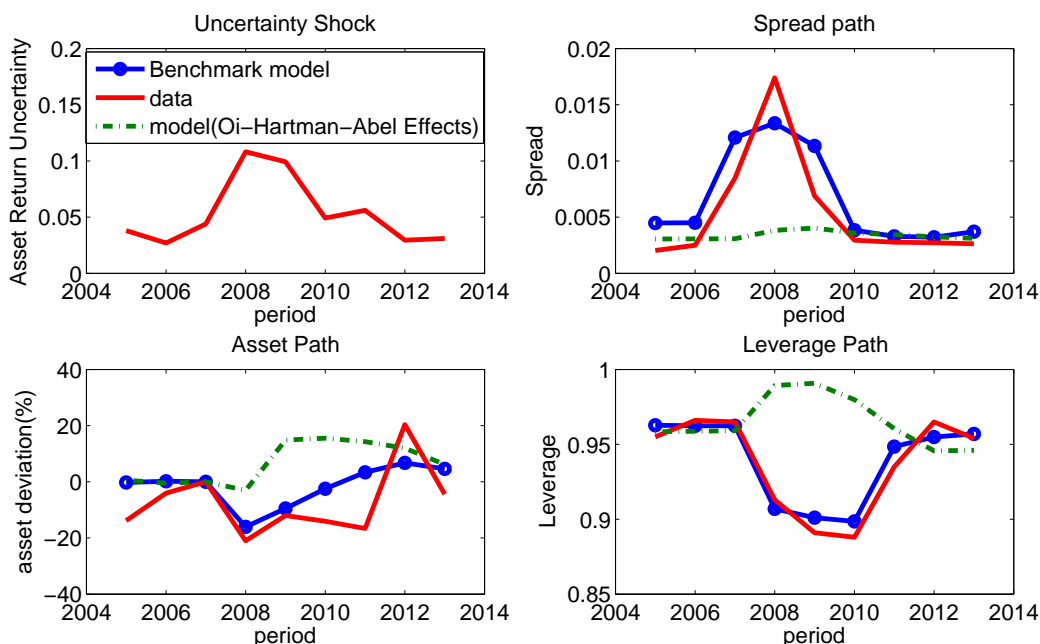 Uncertainty Shock
Asset Return Uncertainty
0.2
0.15
0.1
0.05
0
Benchmark model
data
model(Oi−Hartman−Abel Effects)
2004 2006 2008 2010 2012 2014
period
Spread path
Spread
0.02
0.015
0.01
0.005
0
2004 2006 2008 2010 2012 2014
period
Asset Path
asset deviation(%)
40
20
0
−20
−40
2004 2006 2008 2010 2012 2014
period
Leverage Path
Leverage
1
0.95
0.9
0.85
2004 2006 2008 2010 2012 2014
period